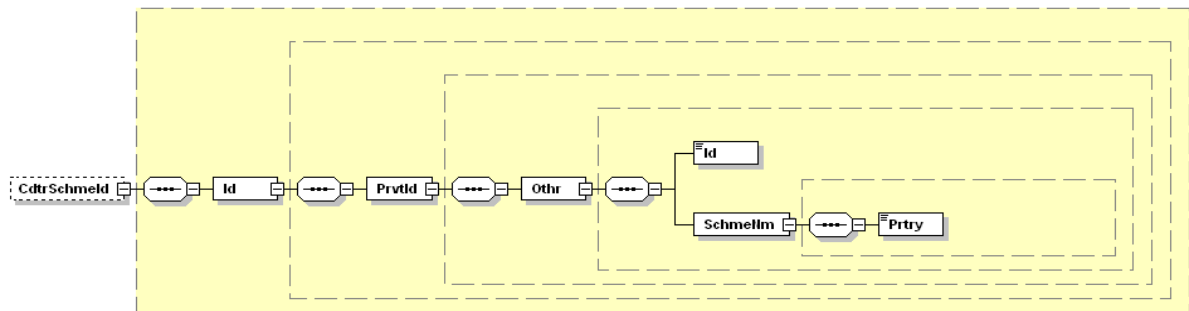 Id
CdtrSchmeId
Id
PrvtId
Othr
SchmeNm
Prtry